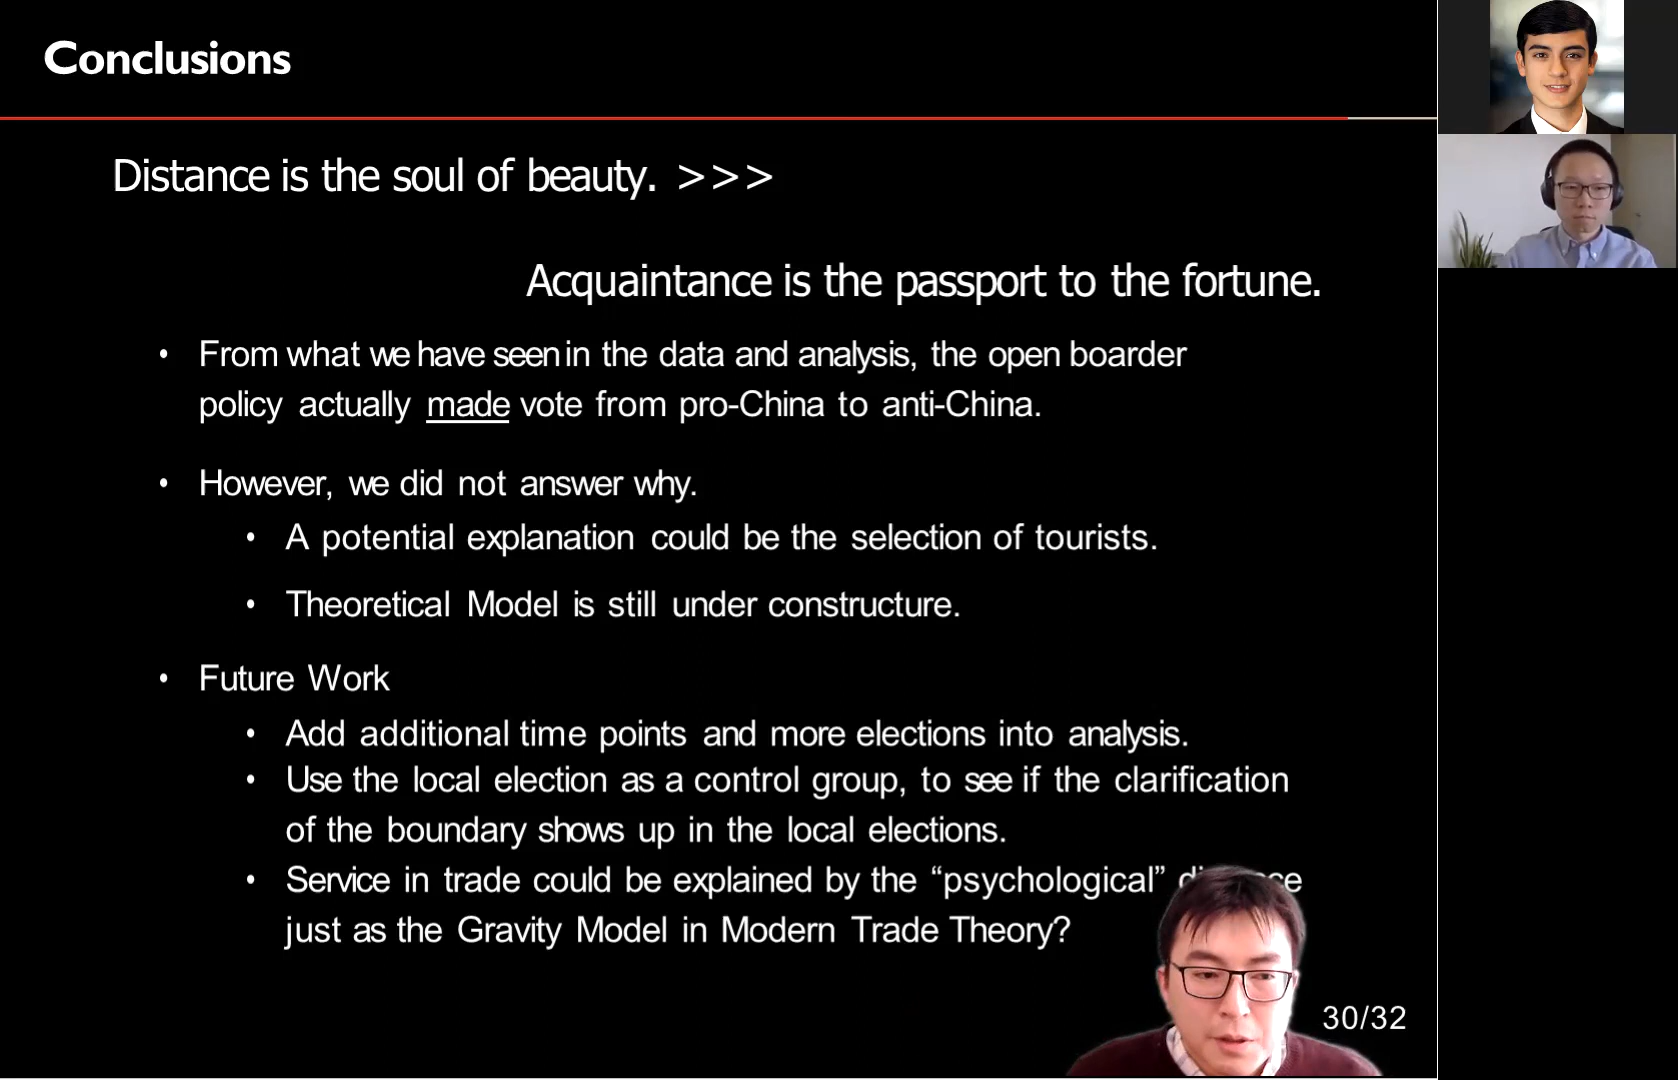 Conclusions
Distance is the soul of beauty. >>>
Acquaintance is the passport to the fortune.
• From what we have seen in the data and analysis, the open boarder
policy actually made vote from pro-China to anti-China.
• However, we did not answer why.
• A potential explanation could be the selection of tourists.
• Theoretical Model is still under constructure.
• Future Work
• Add additional time points and more elections into analysis.
• Use the local election as a control group, to see if the clarification
of the boundary shows up in the local elections.
• Service in trade could be explained by the “psychological”
just as the Gravity Model in Modern Trade Theory?
30/32